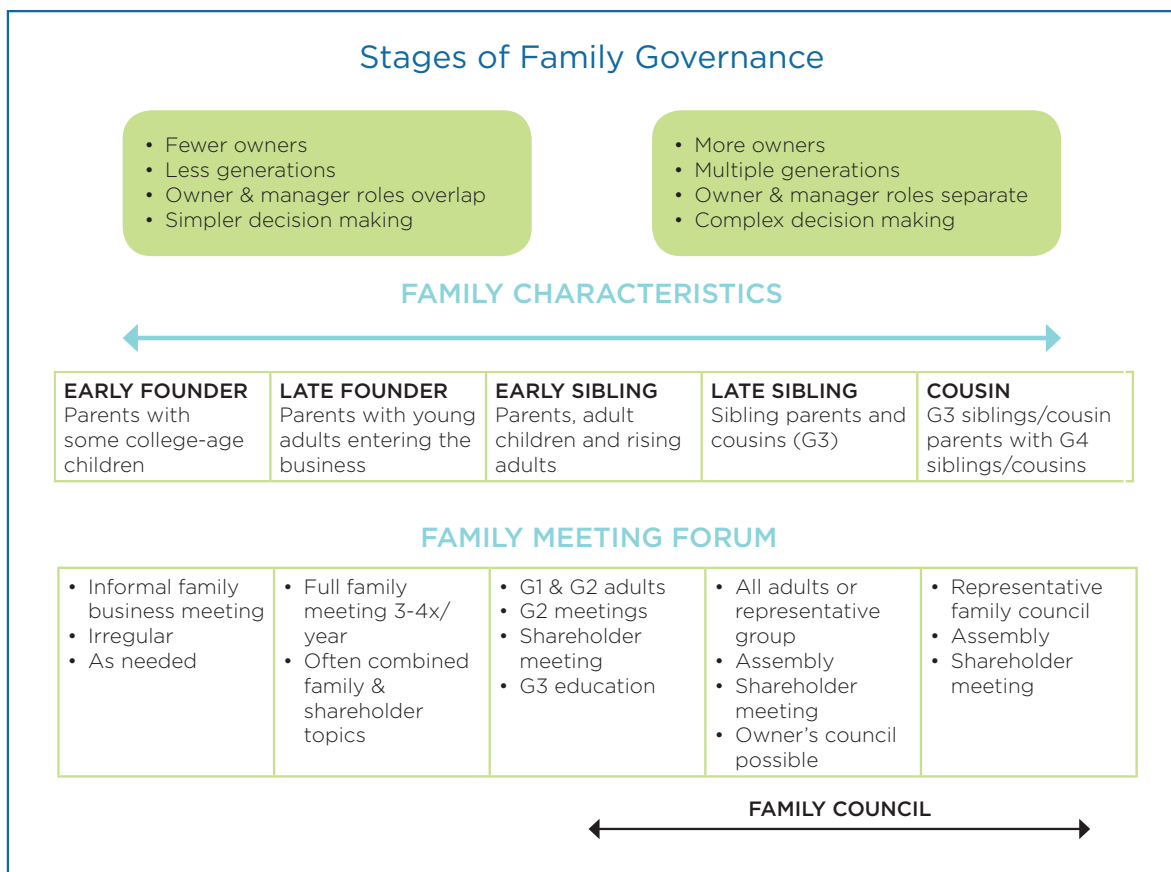 Stages of Family Governance
• Fewer owners
• Less generations
• Owner & manager roles overlap
• Simpler decision making
• More owners
• Multiple generations
• Owner & manager roles separate
• Complex decision making
FAMILY CHARACTERISTICS
EARLY FOUNDER
Parents with
some college-age
children
LATE FOUNDER
Parents with young
adults entering the
business
EARLY SIBLING
Parents, adult
children and rising
adults
LATE SIBLING
Sibling parents and
cousins (G3)
COUSIN
G3 siblings/cousin
parents with G4
siblings/cousins
FAMILY MEETING FORUM
• Informal family
business meeting
• Irregular
• As needed
• Full family
meeting 3-4x/
year
• Often combined
family &
shareholder
topics
• G1 & G2 adults
• G2 meetings
• Shareholder
meeting
• G3 education
• All adults or
representative
group
• Assembly
• Shareholder
meeting
• Owner’s council
possible
• Representative
family council
• Assembly
• Shareholder
meeting
FAMILY COUNCIL